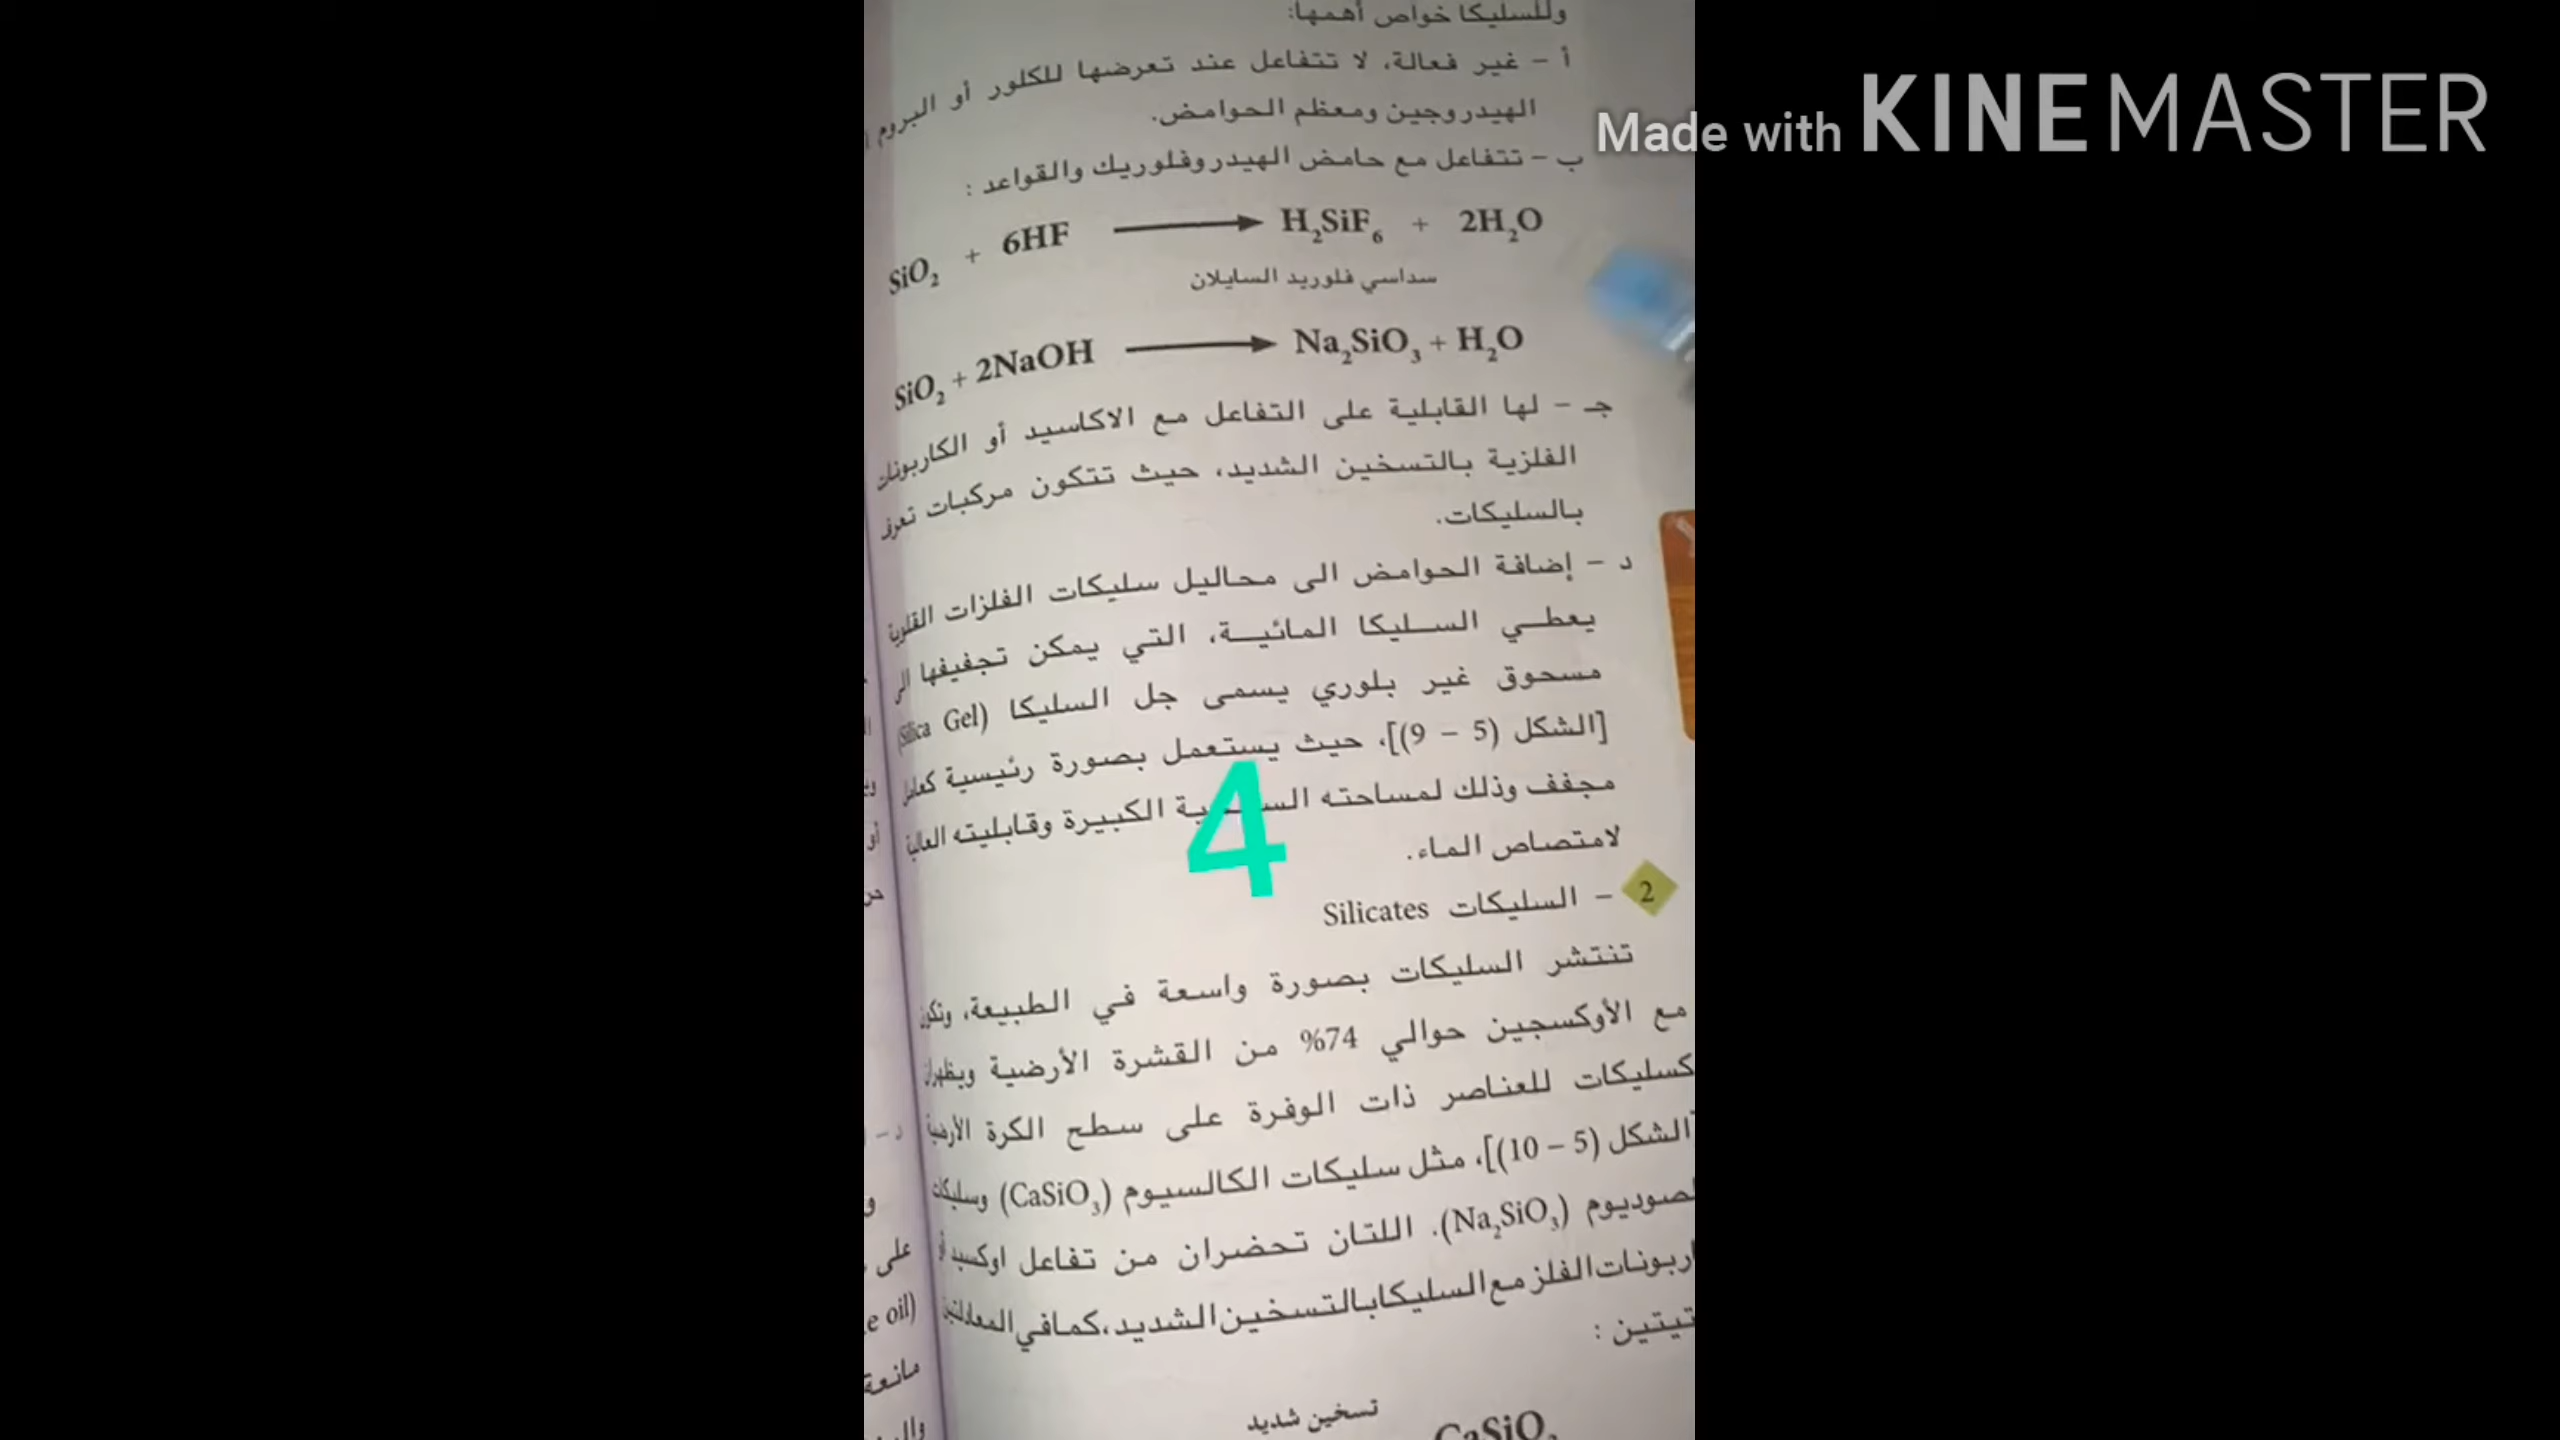 وللسليكا خواص أهمها:
أ – غير فعالة، لا تتفاعل عند تعرضها للكلور أو البروم
الهيدروجين ومعظم الحوامض.
ب – تتفاعل مع حامض الهيدروفلوريك والقواعد :
SiO₂ + 6HF ⟶ H₂SiF₆ + 2H₂O
سداسي فلوريد السايلان
SiO₂ + 2NaOH ⟶ Na₂SiO₃ + H₂O
جـ – لها القابلية على التفاعل مع الاكاسيد أو الكاربونات
الفلزية بالتسخين الشديد، حيث تتكون مركبات تعرف
بالسليكات.
د – إضافة الحوامض الى محاليل سليكات الفلزات القلوية
يعطي السليكا المائية، التي يمكن تجفيفها الى
مسحوق غير بلوري يسمى جل السليكا (Silica Gel)
[الشكل (5 – 9)]، حيث يستعمل بصورة رئيسية كعامل
مجفف وذلك لمساحته السطحية الكبيرة وقابليته العالية
لامتصاص الماء.
4
2 – السليكات Silicates
تنتشر السليكات بصورة واسعة في الطبيعة، وتكون
مع الأوكسجين حوالي 74% من القشرة الأرضية ويظهران
كسليكات للعناصر ذات الوفرة على سطح الكرة الأرضية
[الشكل (5 – 10)]، مثل سليكات الكالسيوم (CaSiO₃) وسليكات
لصوديوم (Na₂SiO₃). اللتان تحضران من تفاعل اوكسيد أو
اربونات الفلز مع السليكا بالتسخين الشديد، كما في المعادلتين
تيتين :
تسخين شديد
CaSiO₃
على
e oil)
مانعة
Made with KINEMASTER